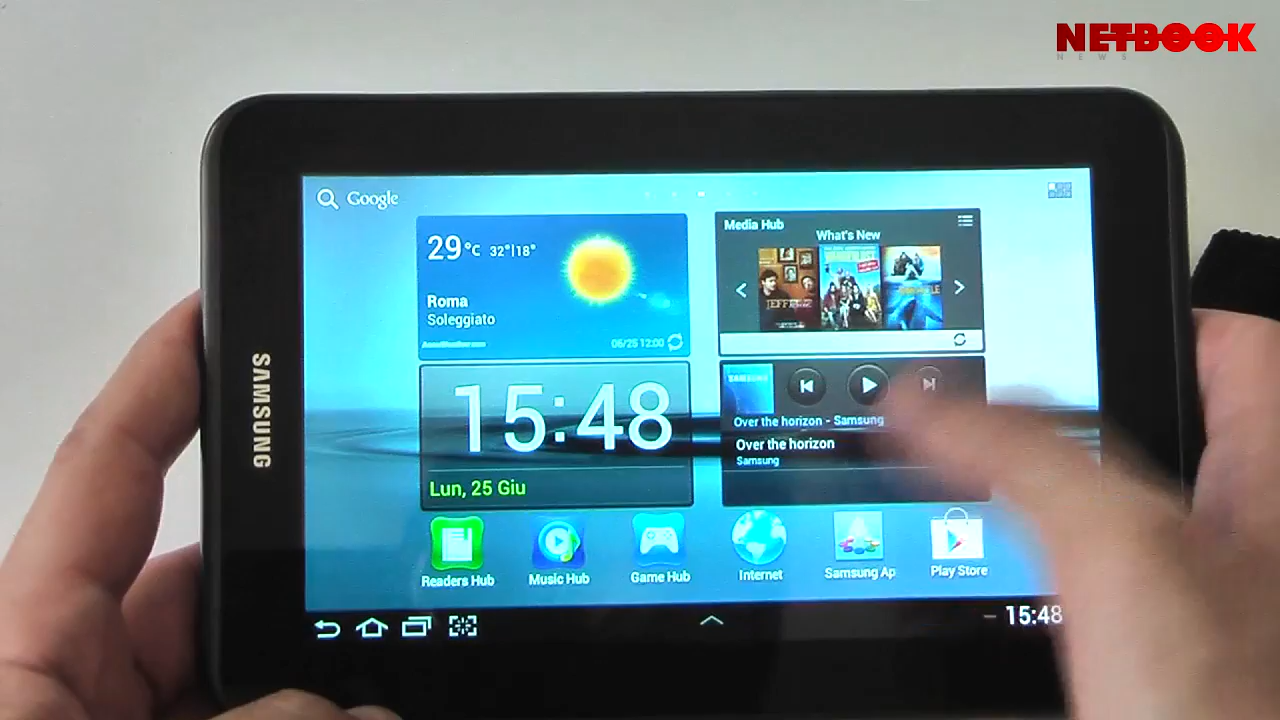 NETBOOK
NEWS
SAMSUNG
Google
29°C 32°|18°
Roma
Soleggiato
06/25 12:00
Media Hub
What's New
15:48
Lun, 25 Giu
Over the horizon - Samsung
Over the horizon
Samsung
Readers Hub
Music Hub
Game Hub
Internet
Samsung Ap
Play Store
15:48